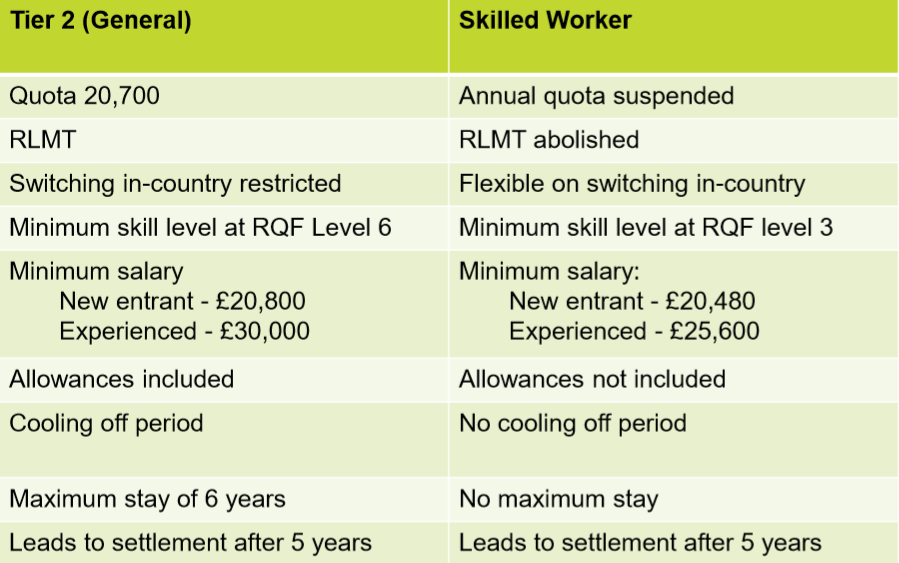 Tier 2 (General)
Skilled Worker
Quota 20,700
Annual quota suspended
RLMT
RLMT abolished
Switching in-country restricted
Flexible on switching in-country
Minimum skill level at RQF Level 6
Minimum skill level at RQF level 3
Minimum salary
New entrant - £20,800
Experienced - £30,000
Minimum salary:
New entrant - £20,480
Experienced - £25,600
Allowances included
Allowances not included
Cooling off period
No cooling off period
Maximum stay of 6 years
No maximum stay
Leads to settlement after 5 years
Leads to settlement after 5 years